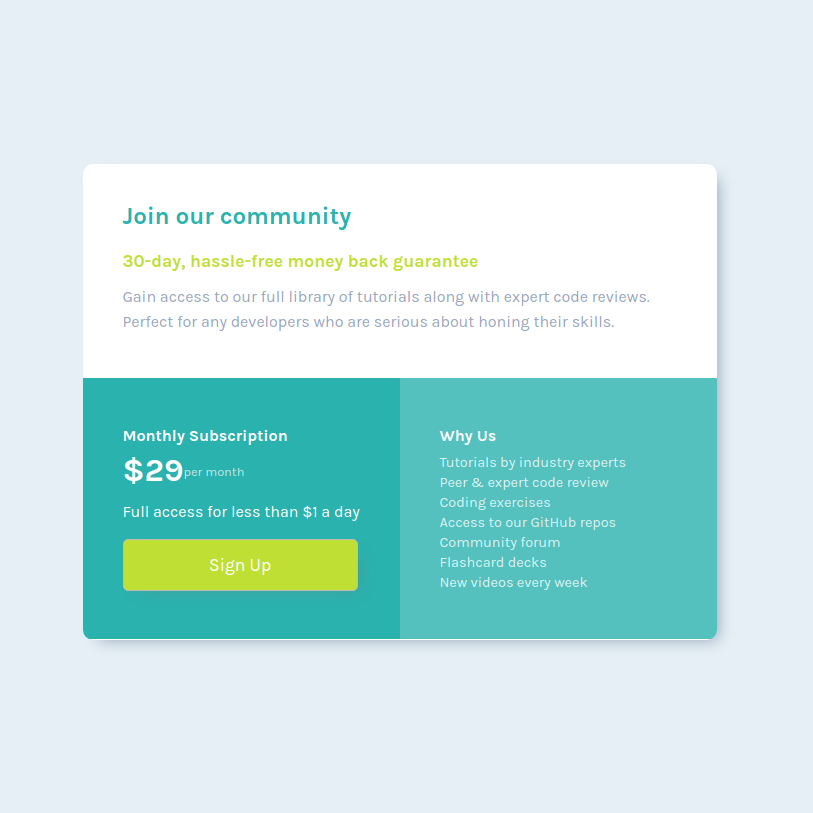 Join our community
30-day, hassle-free money back guarantee
Gain access to our full library of tutorials along with expert code reviews.
Perfect for any developers who are serious about honing their skills.
Monthly Subscription
$29 per month
Full access for less than $1 a day
Sign Up
Why Us
Tutorials by industry experts
Peer & expert code review
Coding exercises
Access to our GitHub repos
Community forum
Flashcard decks
New videos every week